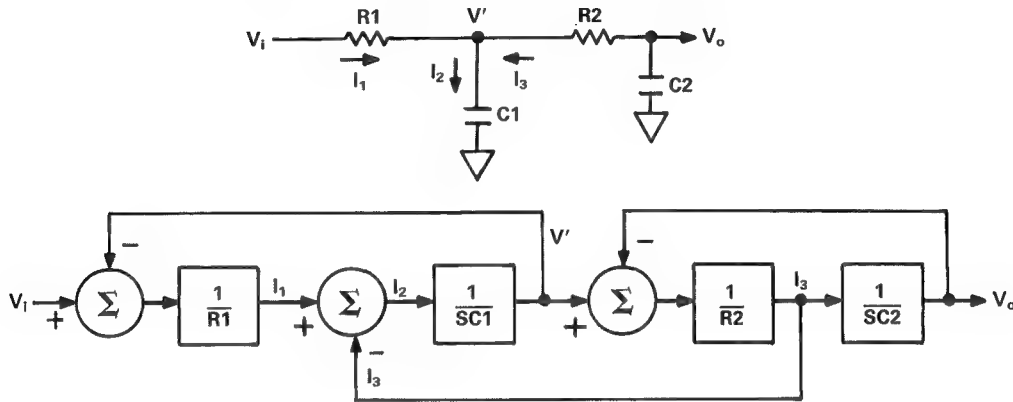 R1 V' R2
Vi Vo
I1 I2 I3 C2
C1
− −
V'
Vi + Σ 1/R1 I1 + Σ I2 1/SC1 + Σ 1/R2 I3 1/SC2 Vo
−
I3